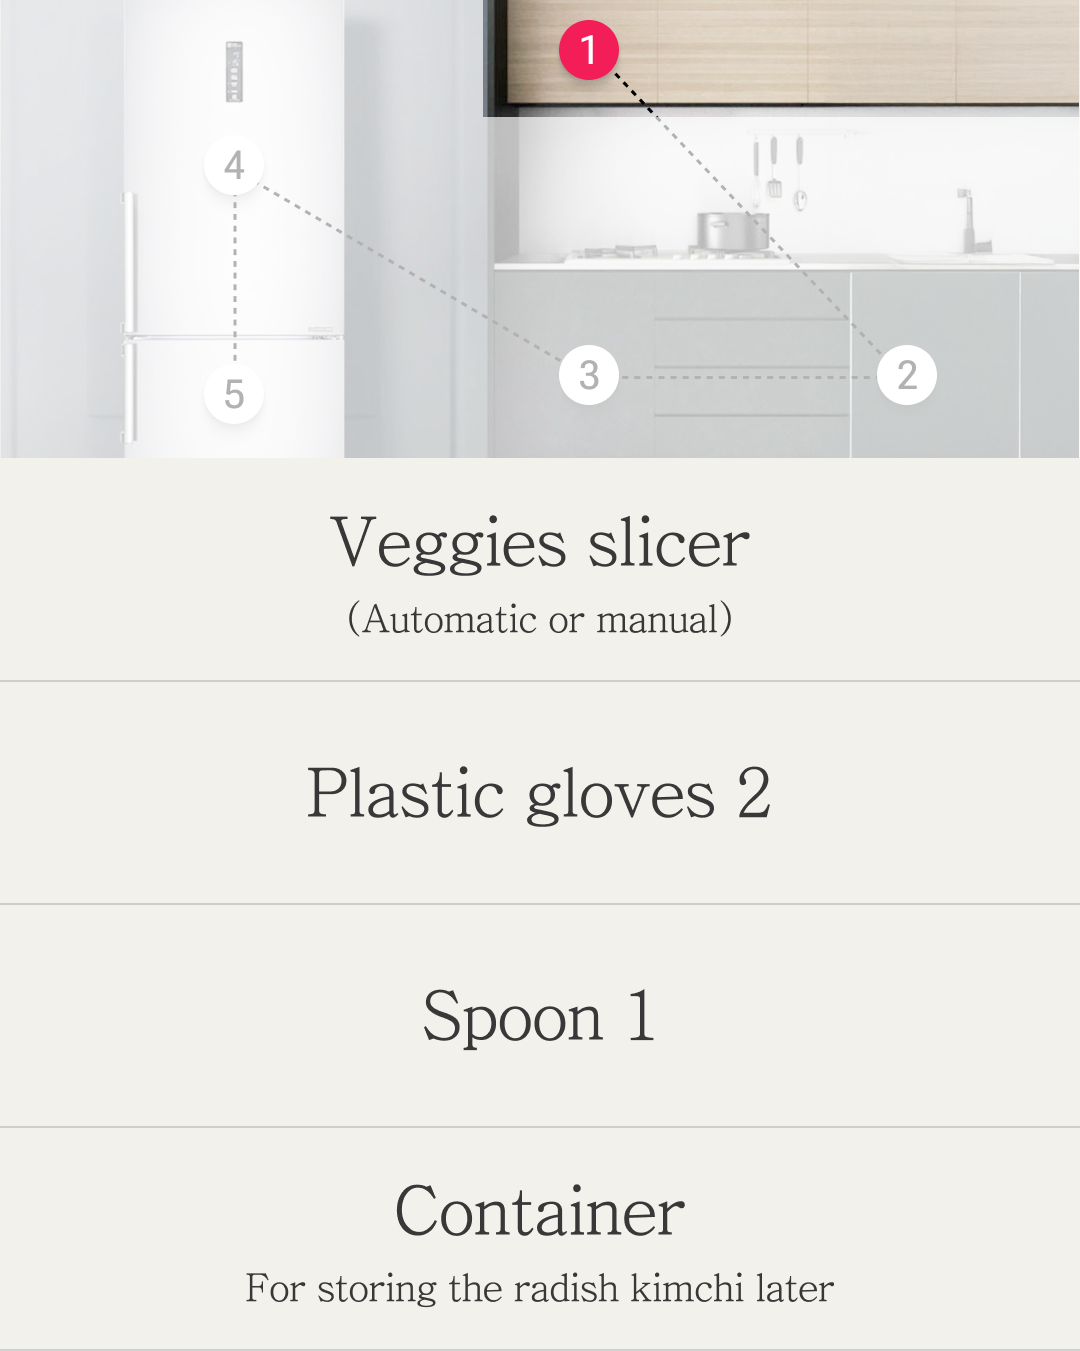 1
4
3
2
5
Veggies slicer
(Automatic or manual)
Plastic gloves 2
Spoon 1
Container
For storing the radish kimchi later